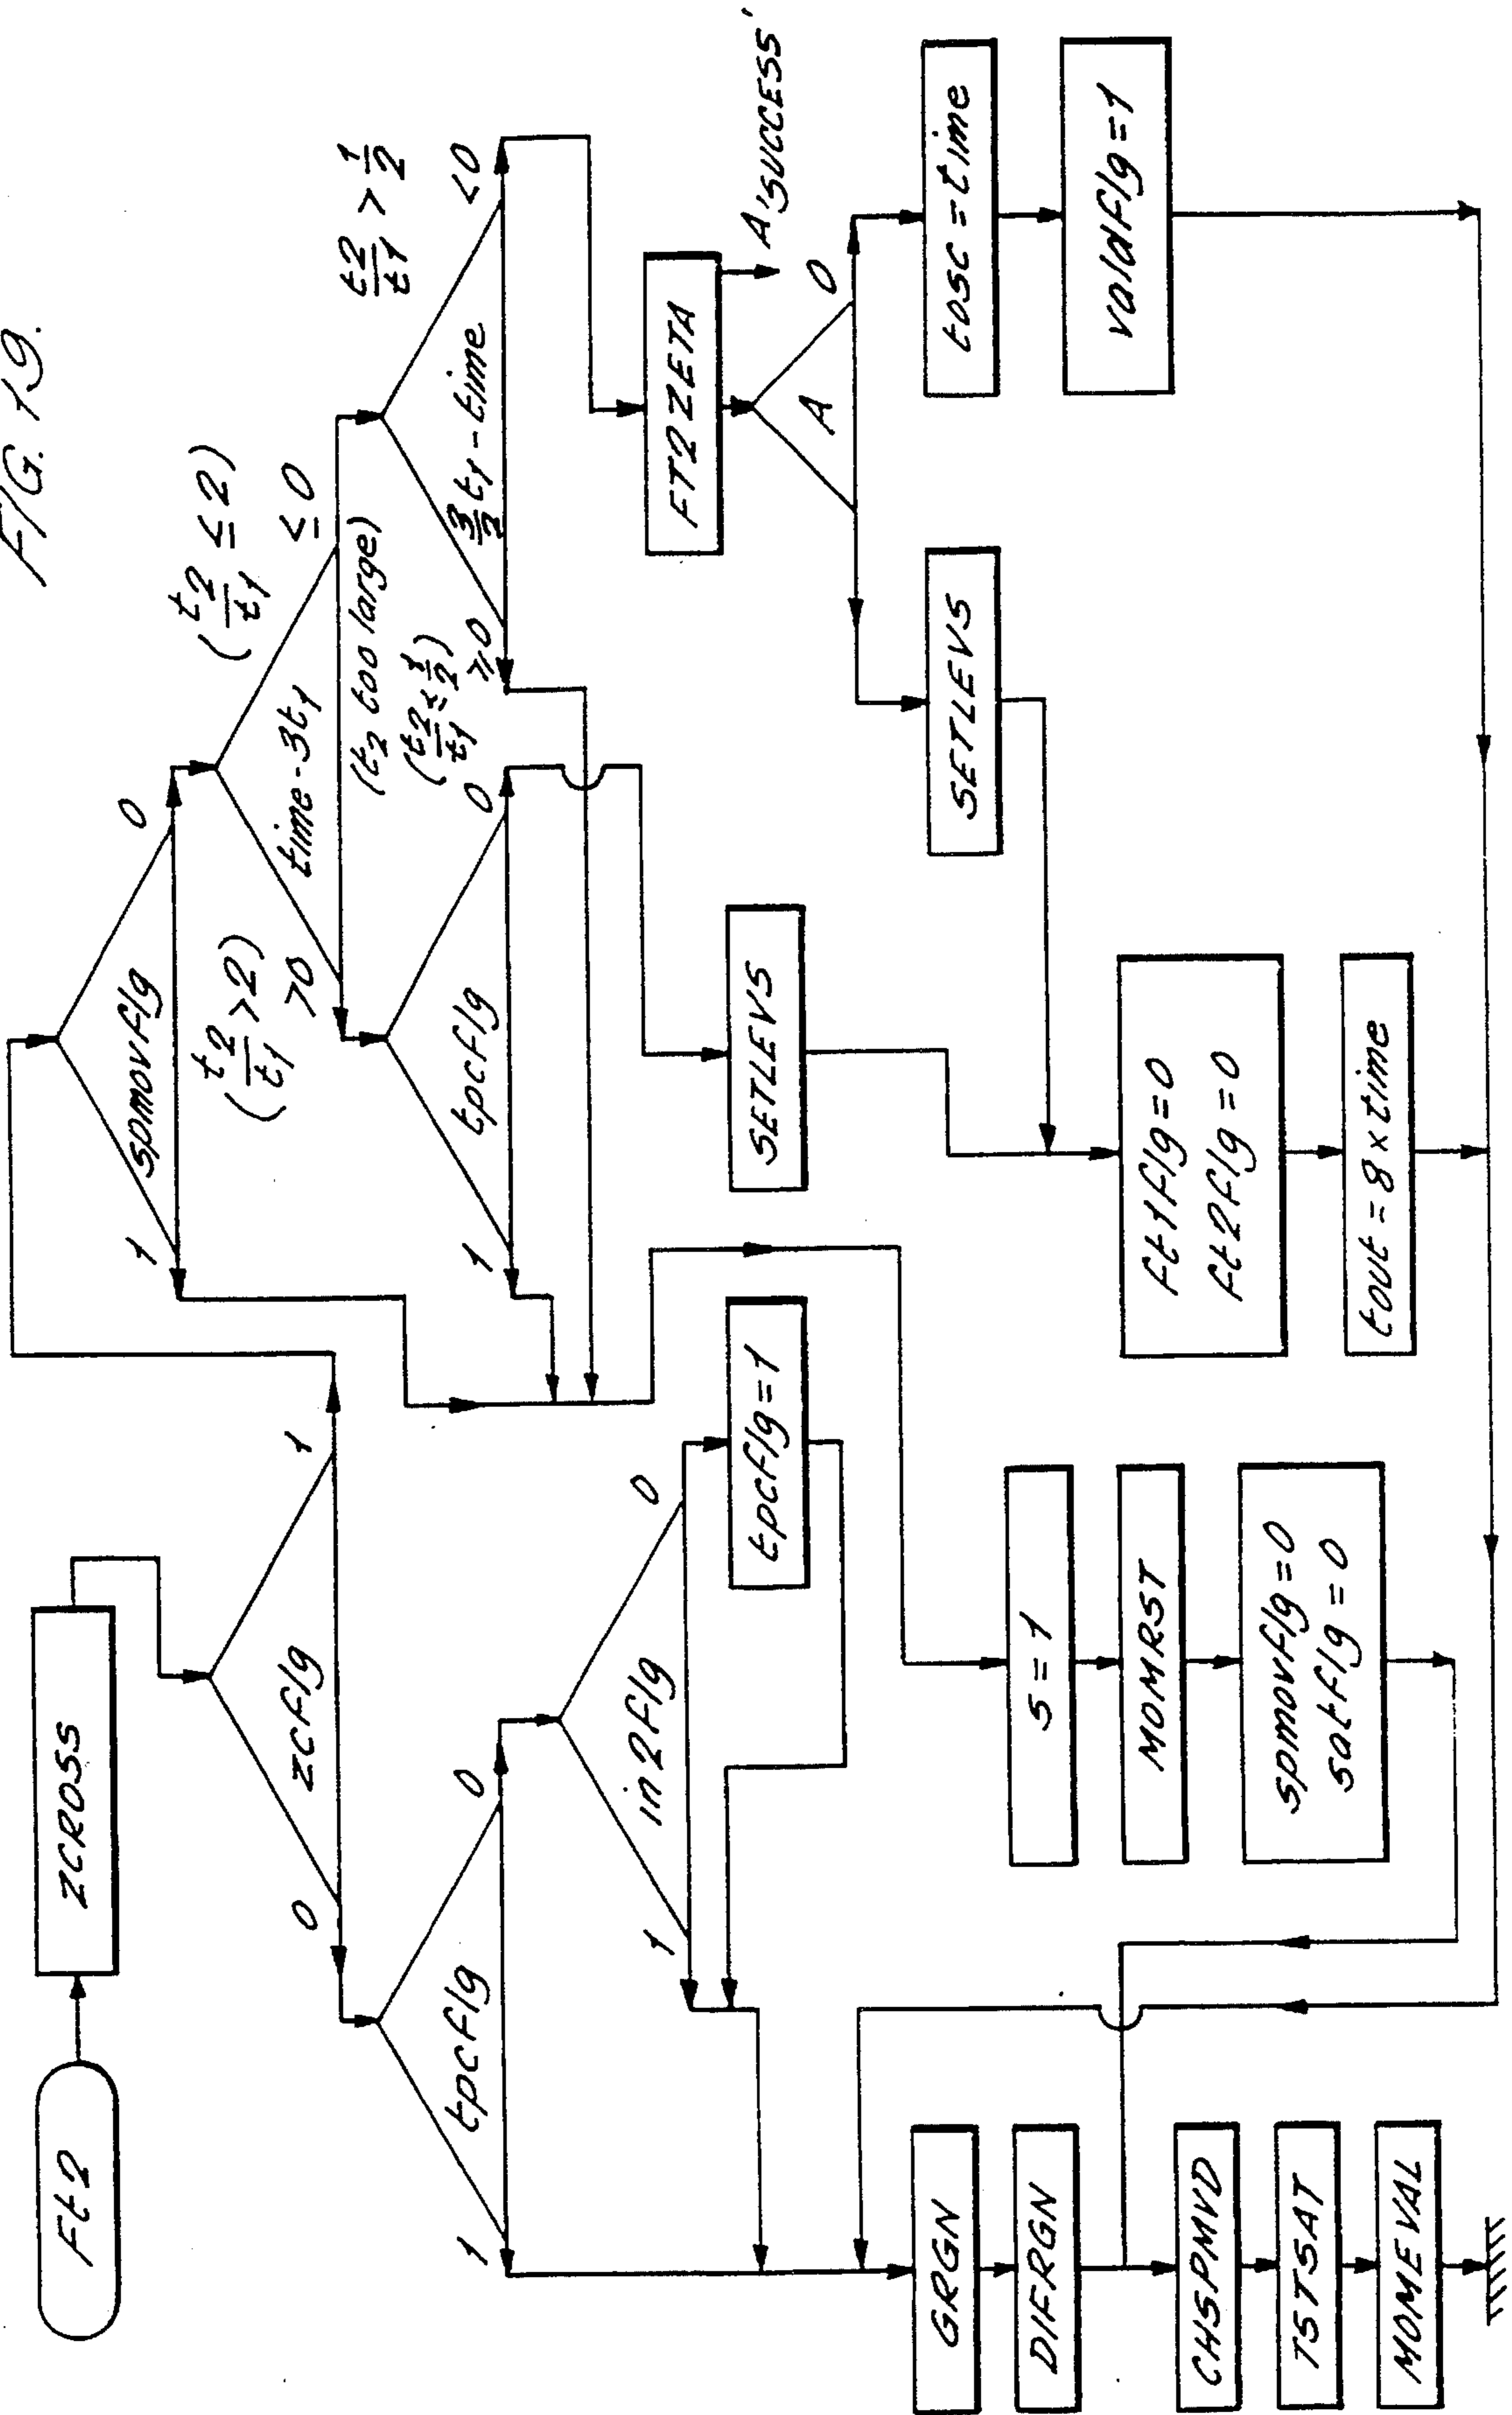 FIG. 19.
Ft2
ZCROSS
zcflg
0
1
tpcflg
1
0
in2flg
1
0
tpcflg=1
spmovflg
1
0
(t2/t1 >2)
>0
time-3t1
(t2/t1 ≤ 2)
≤ 0
(t2 too large)
tpcflg
1
0
(t2/t1 ≤ 1/2)
≥0
3/2 t1 - time
t2/t1 > 1/2
<0
SETLEVS
FT2ZETA
A'SUCCESS'
A
0
SETLEVS
tosc = time
valdflg=1
ft1flg=0
ft2flg=0
tout = 8 x time
S = 1
MOMRST
spmovflg=0
satflg=0
GRGN
DIFRGN
CHSPMVD
TSTSAT
MOMEVAL